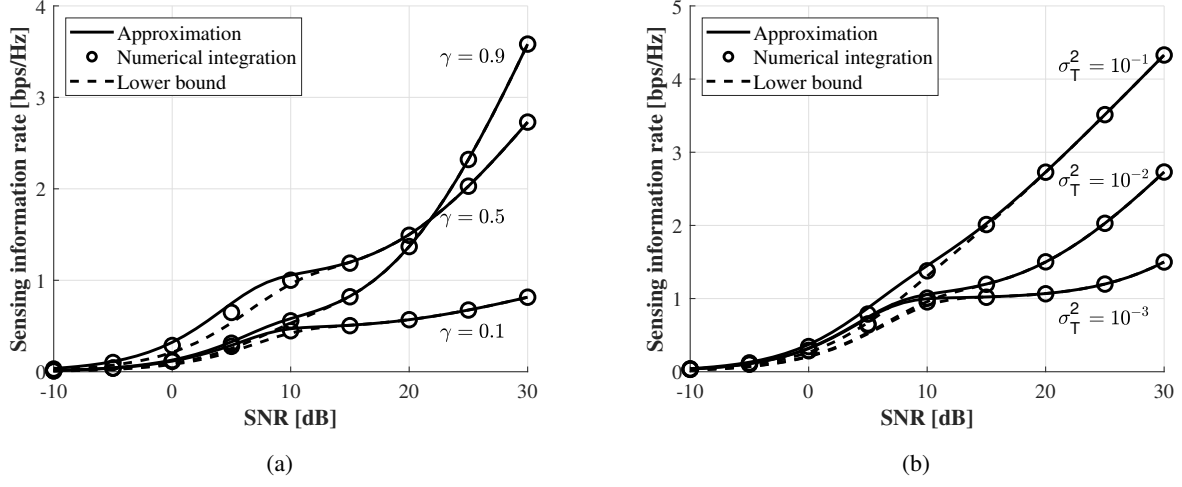 Sensing information rate [bps/Hz]
4
3
2
1
0
Approximation
Numerical integration
Lower bound
γ = 0.9
γ = 0.5
γ = 0.1
-10 0 10 20 30
SNR [dB]
(a)
Sensing information rate [bps/Hz]
5
4
3
2
1
0
Approximation
Numerical integration
Lower bound
σ²_T = 10⁻¹
σ²_T = 10⁻²
σ²_T = 10⁻³
-10 0 10 20 30
SNR [dB]
(b)